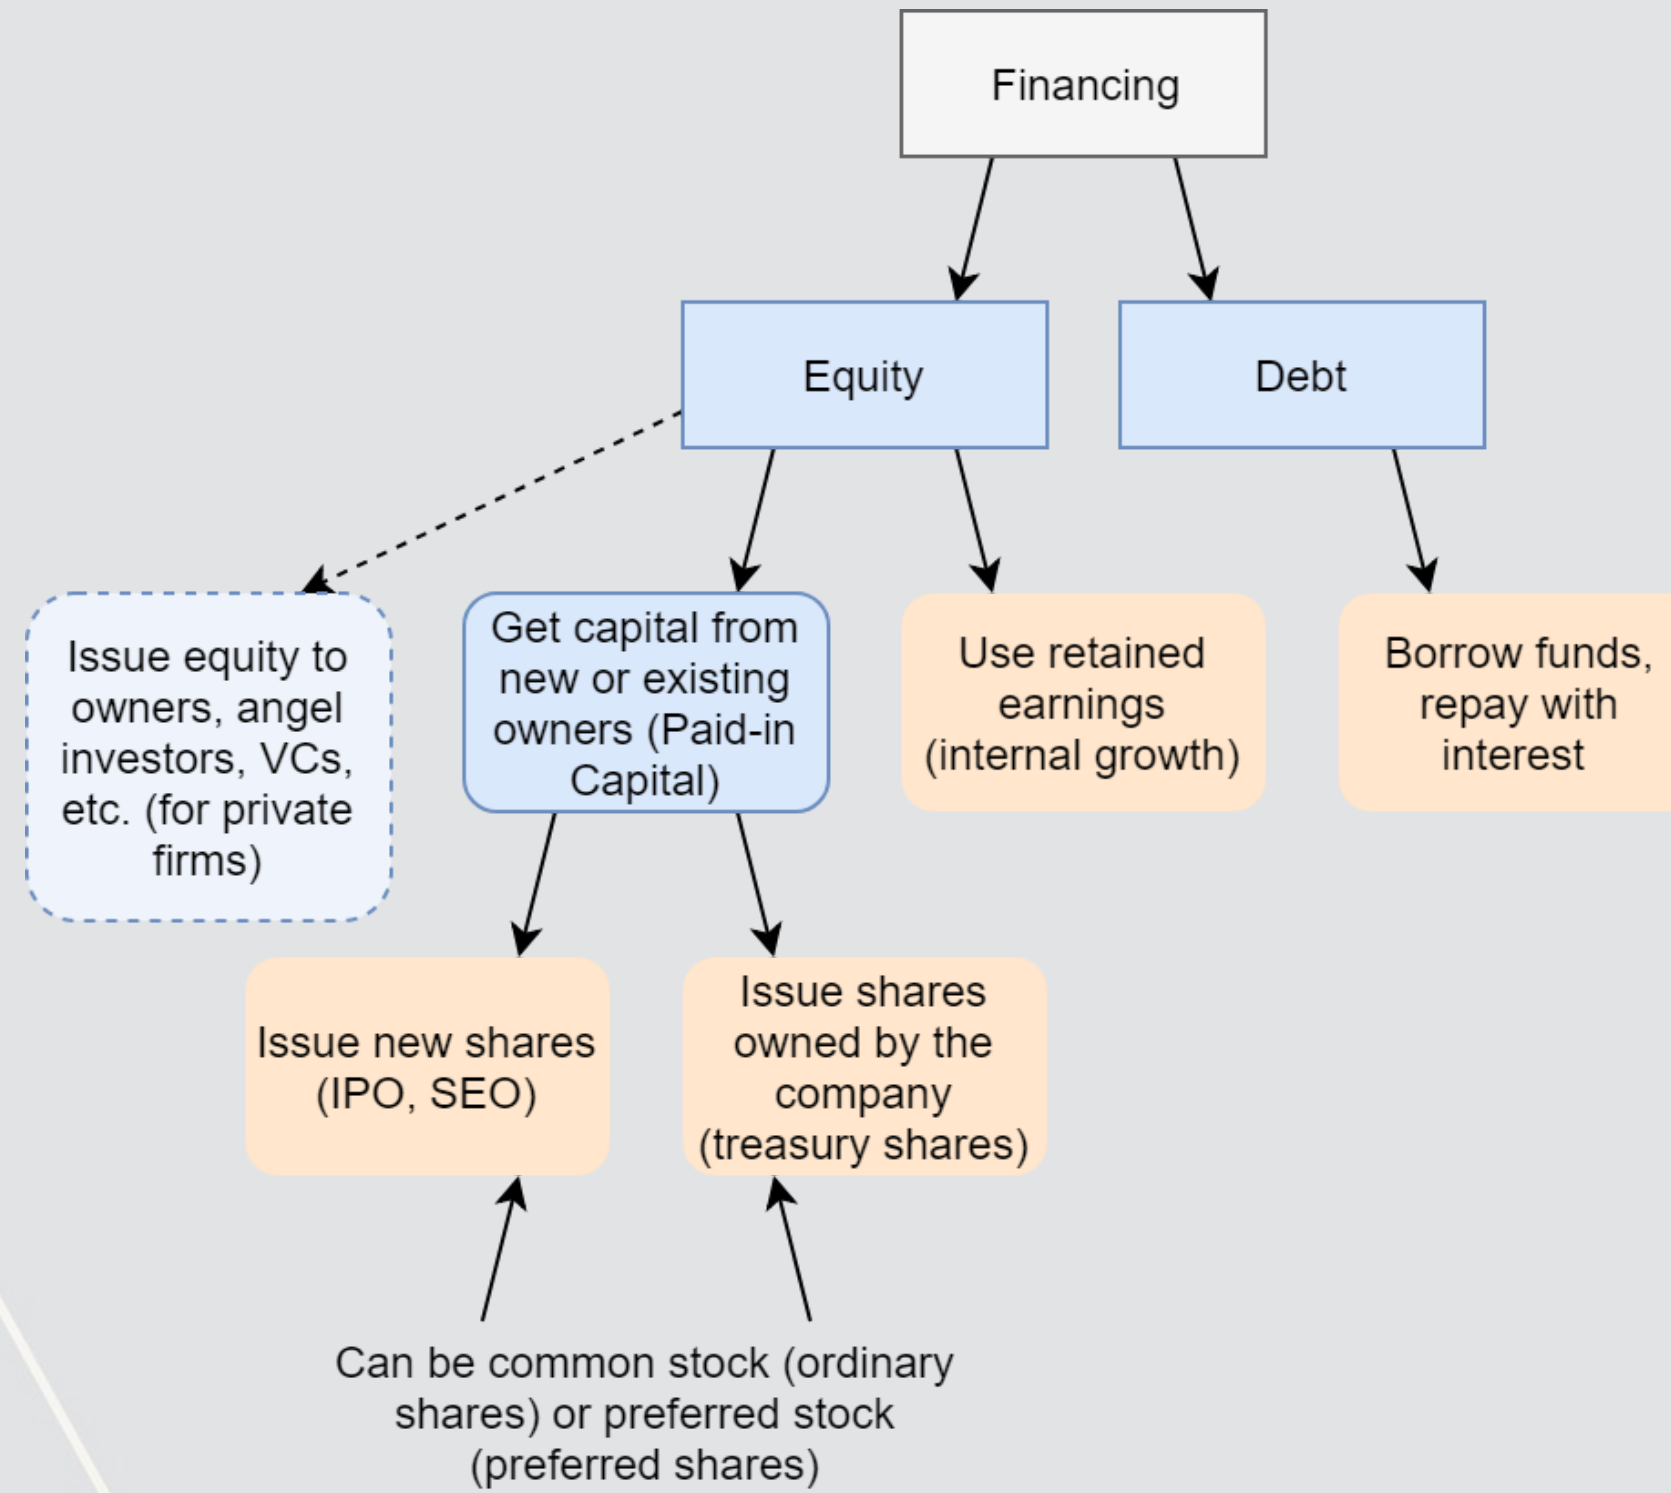 Financing
Equity
Debt
Issue equity to
owners, angel
investors, VCs,
etc. (for private
firms)
Get capital from
new or existing
owners (Paid-in
Capital)
Use retained
earnings
(internal growth)
Borrow funds,
repay with
interest
Issue new shares
(IPO, SEO)
Issue shares
owned by the
company
(treasury shares)
Can be common stock (ordinary
shares) or preferred stock
(preferred shares)